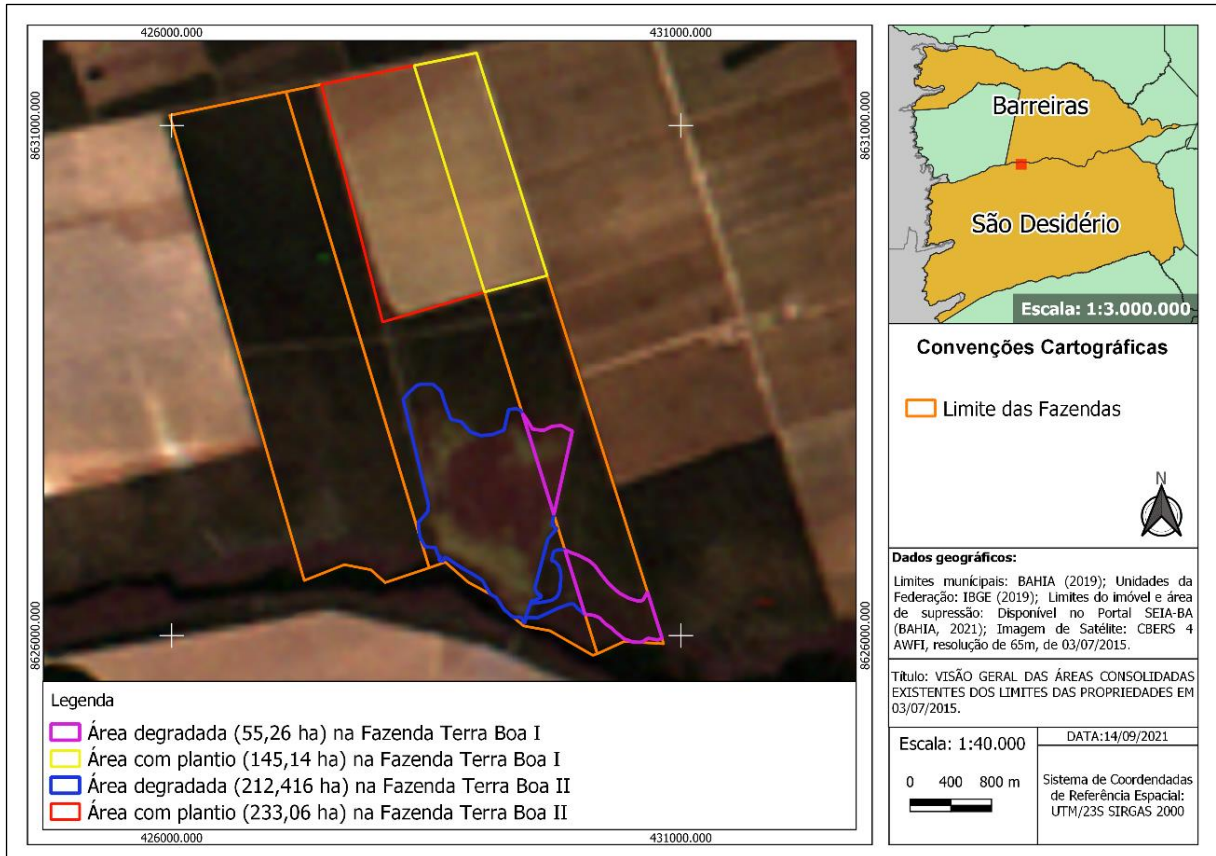 426000.000
431000.000
8631000.000
8631000.000
8626000.000
8626000.000
Legenda
Área degradada (55,26 ha) na Fazenda Terra Boa I
Área com plantio (145,14 ha) na Fazenda Terra Boa I
Área degradada (212,416 ha) na Fazenda Terra Boa II
Área com plantio (233,06 ha) na Fazenda Terra Boa II
426000.000
431000.000
Barreiras
São Desidério
Escala: 1:3.000.000
Convenções Cartográficas
Limite das Fazendas
N
Dados geográficos:
Limites municípais: BAHIA (2019); Unidades da
Federação: IBGE (2019); Limites do imóvel e área
de supressão: Disponível no Portal SEIA-BA
(BAHIA, 2021); Imagem de Satélite: CBERS 4
AWFI, resolução de 65m, de 03/07/2015.
Título: VISÃO GERAL DAS ÁREAS CONSOLIDADAS
EXISTENTES DOS LIMITES DAS PROPRIEDADES EM
03/07/2015.
Escala: 1:40.000
0 400 800 m
DATA:14/09/2021
Sistema de Coordendadas
de Referência Espacial:
UTM/23S SIRGAS 2000